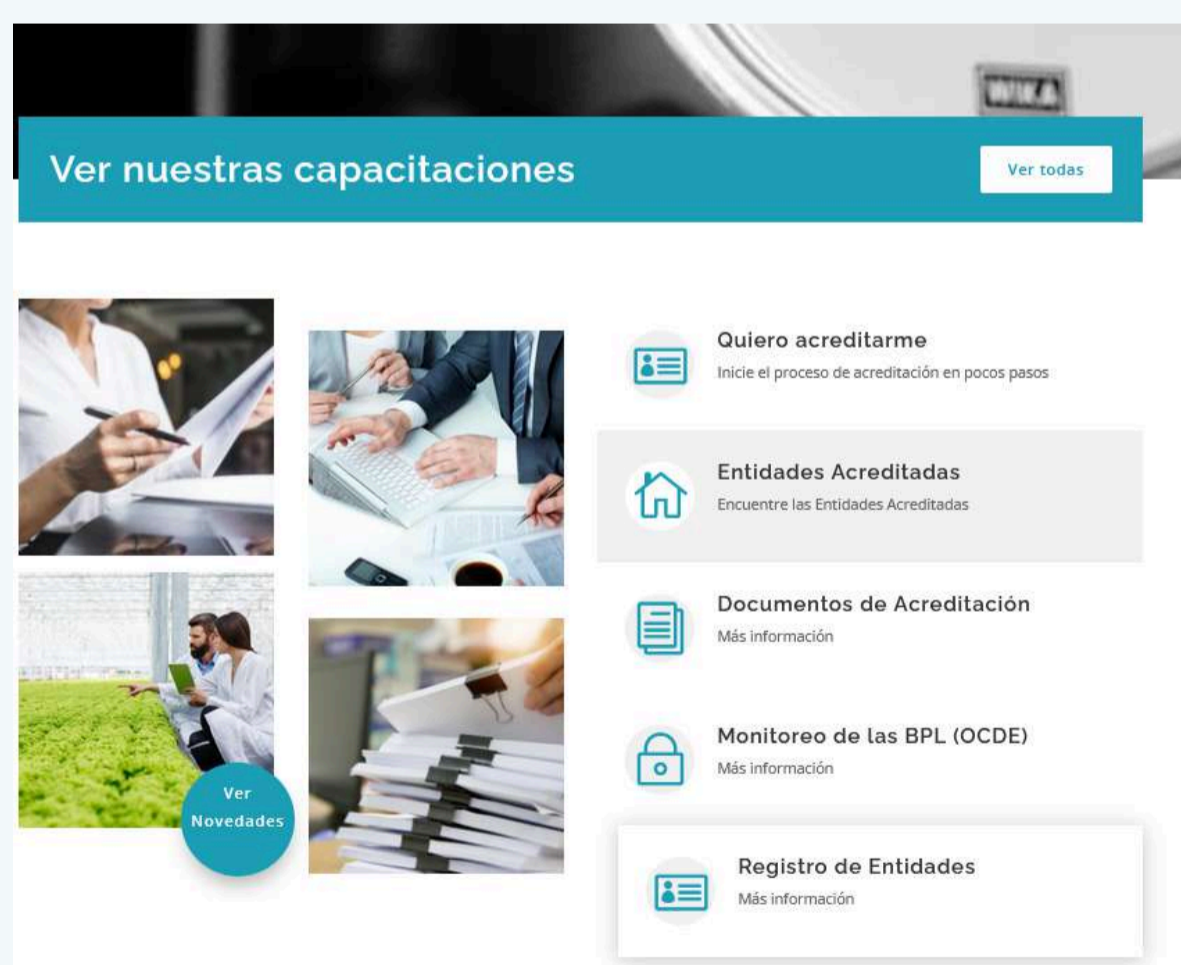 WIKA
Ver nuestras capacitaciones
Ver todas
Quiero acreditarme
Inicie el proceso de acreditación en pocos pasos
Entidades Acreditadas
Encuentre las Entidades Acreditadas
Documentos de Acreditación
Más información
Monitoreo de las BPL (OCDE)
Más información
Ver
Novedades
Registro de Entidades
Más información